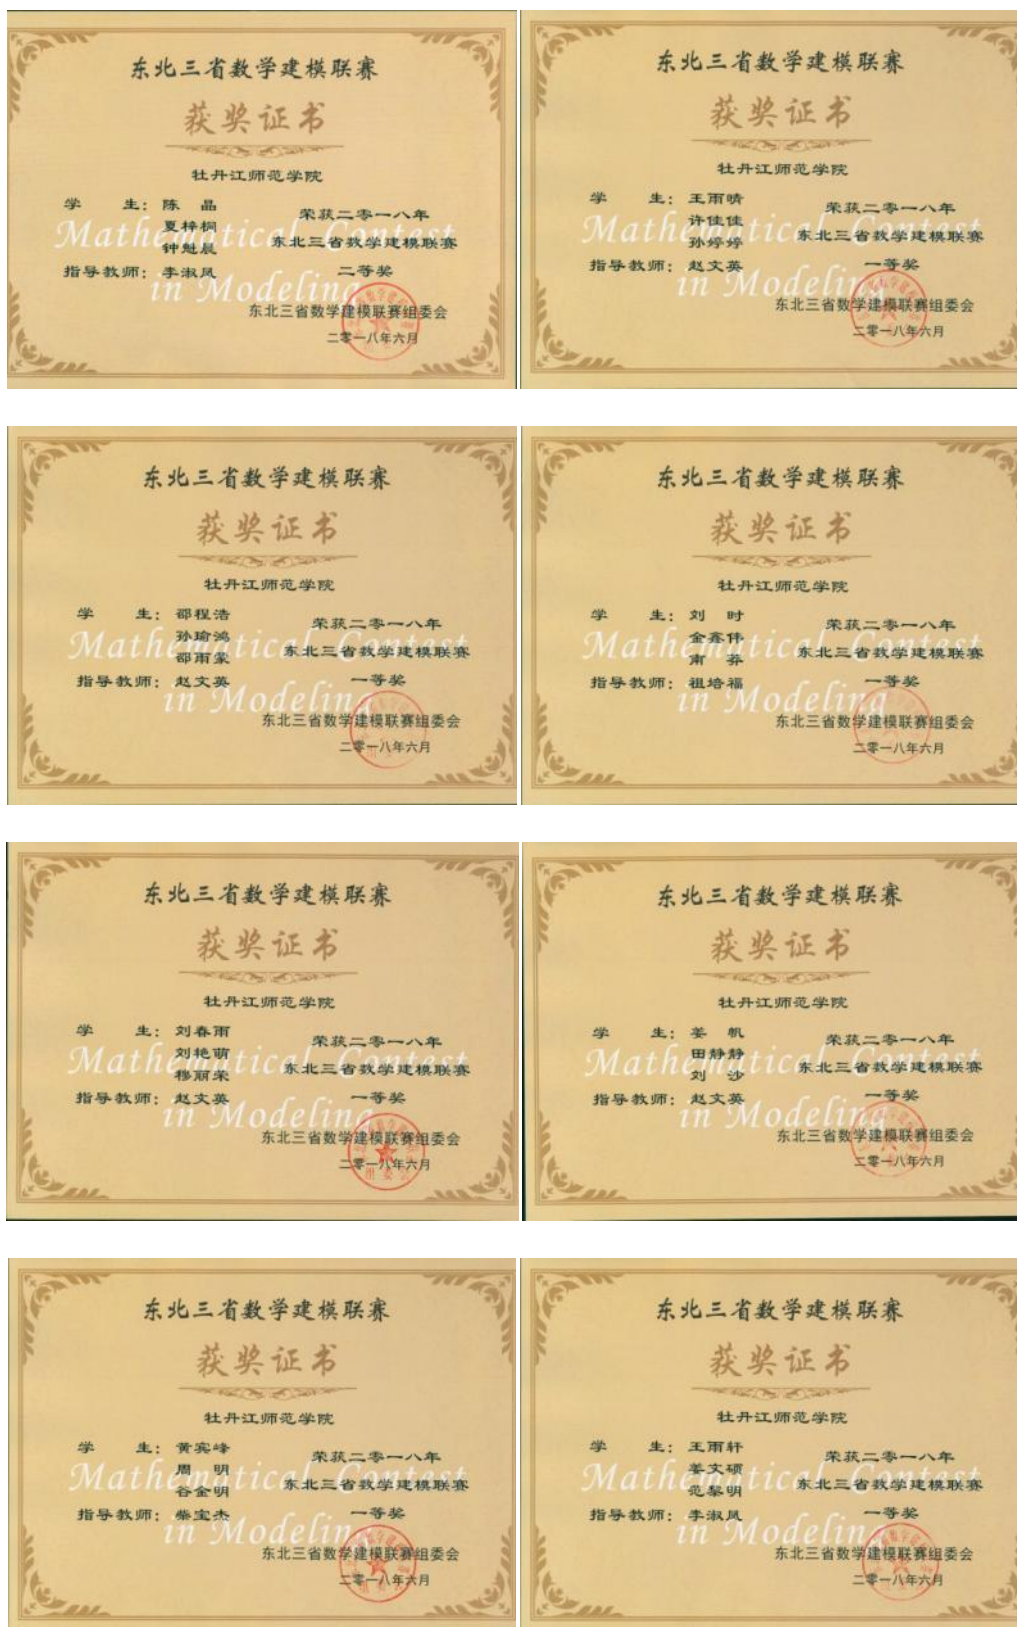 东北三省数学建模联赛
获奖证书
牡丹江师范学院
学 生：陈 晶
夏梓桐
钟魁晨
指导教师：李淑凤
荣获二零一八年
东北三省数学建模联赛
二等奖
Mathematical Contest
in Modeling
东北三省数学建模联赛组委会
二零一八年六月
东北三省数学建模联赛
获奖证书
牡丹江师范学院
学 生：王雨晴
许佳佳
孙婷婷
指导教师：赵文英
荣获二零一八年
东北三省数学建模联赛
一等奖
Mathematical Contest
in Modeling
东北三省数学建模联赛组委会
二零一八年六月
东北三省数学建模联赛
获奖证书
牡丹江师范学院
学 生：邵程浩
孙瑜鸿
邵雨蒙
指导教师：赵文英
荣获二零一八年
东北三省数学建模联赛
一等奖
Mathematical Contest
in Modeling
东北三省数学建模联赛组委会
二零一八年六月
东北三省数学建模联赛
获奖证书
牡丹江师范学院
学 生：刘 时
金鑫伟
指导教师：祖培福
荣获二零一八年
东北三省数学建模联赛
一等奖
Mathematical Contest
in Modeling
东北三省数学建模联赛组委会
二零一八年六月
东北三省数学建模联赛
获奖证书
牡丹江师范学院
学 生：刘春雨
刘艳萌
穆丽荣
指导教师：赵文英
荣获二零一八年
东北三省数学建模联赛
一等奖
Mathematical Contest
in Modeling
东北三省数学建模联赛组委会
二零一八年六月
东北三省数学建模联赛
获奖证书
牡丹江师范学院
学 生：姜 帆
田静静
刘 沙
指导教师：赵文英
荣获二零一八年
东北三省数学建模联赛
一等奖
Mathematical Contest
in Modeling
东北三省数学建模联赛组委会
二零一八年六月
东北三省数学建模联赛
获奖证书
牡丹江师范学院
学 生：黄宾峰
周 明
谷金明
指导教师：柴宝杰
荣获二零一八年
东北三省数学建模联赛
一等奖
Mathematical Contest
in Modeling
东北三省数学建模联赛组委会
二零一八年六月
东北三省数学建模联赛
获奖证书
牡丹江师范学院
学 生：王雨轩
姜文硕
范黎明
指导教师：李淑凤
荣获二零一八年
东北三省数学建模联赛
一等奖
Mathematical Contest
in Modeling
东北三省数学建模联赛组委会
二零一八年六月